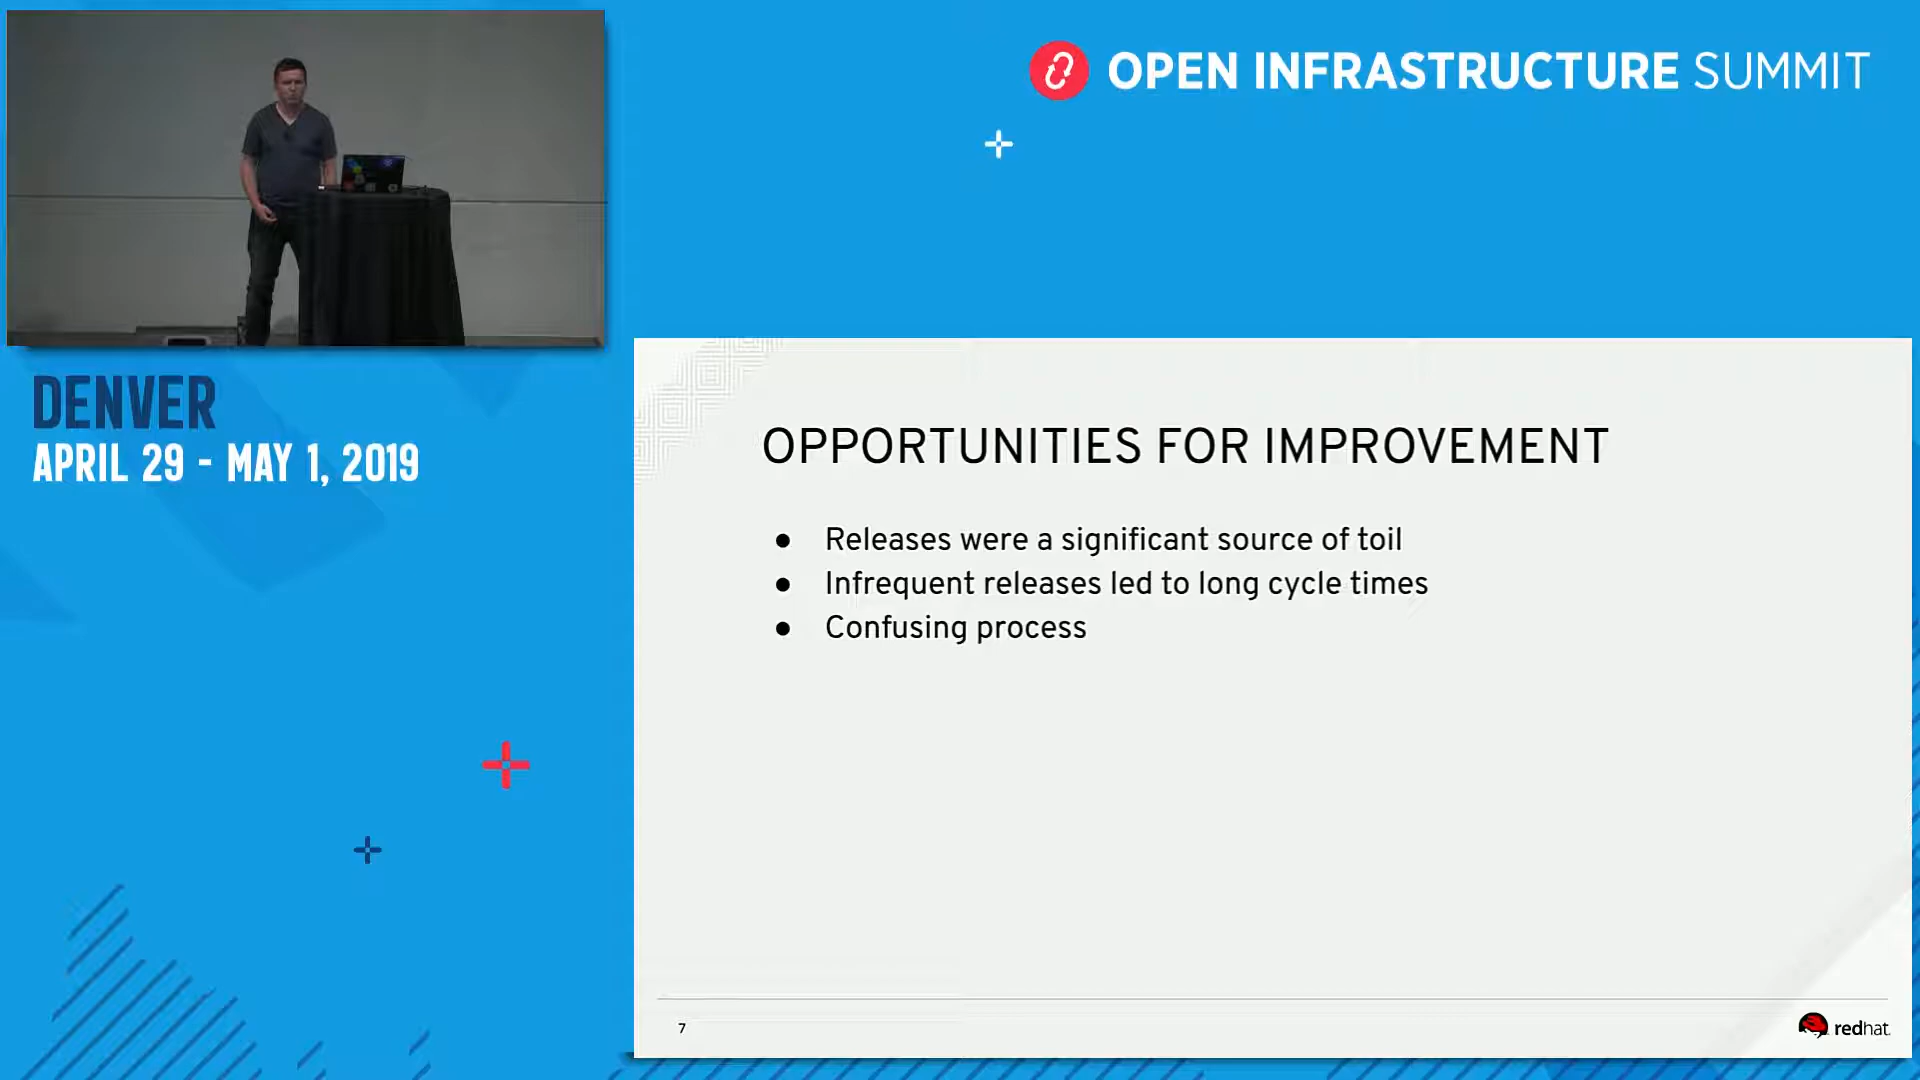 OPEN INFRASTRUCTURE SUMMIT
DENVER
APRIL 29 - MAY 1, 2019
OPPORTUNITIES FOR IMPROVEMENT
● Releases were a significant source of toil
● Infrequent releases led to long cycle times
● Confusing process
7
redhat.